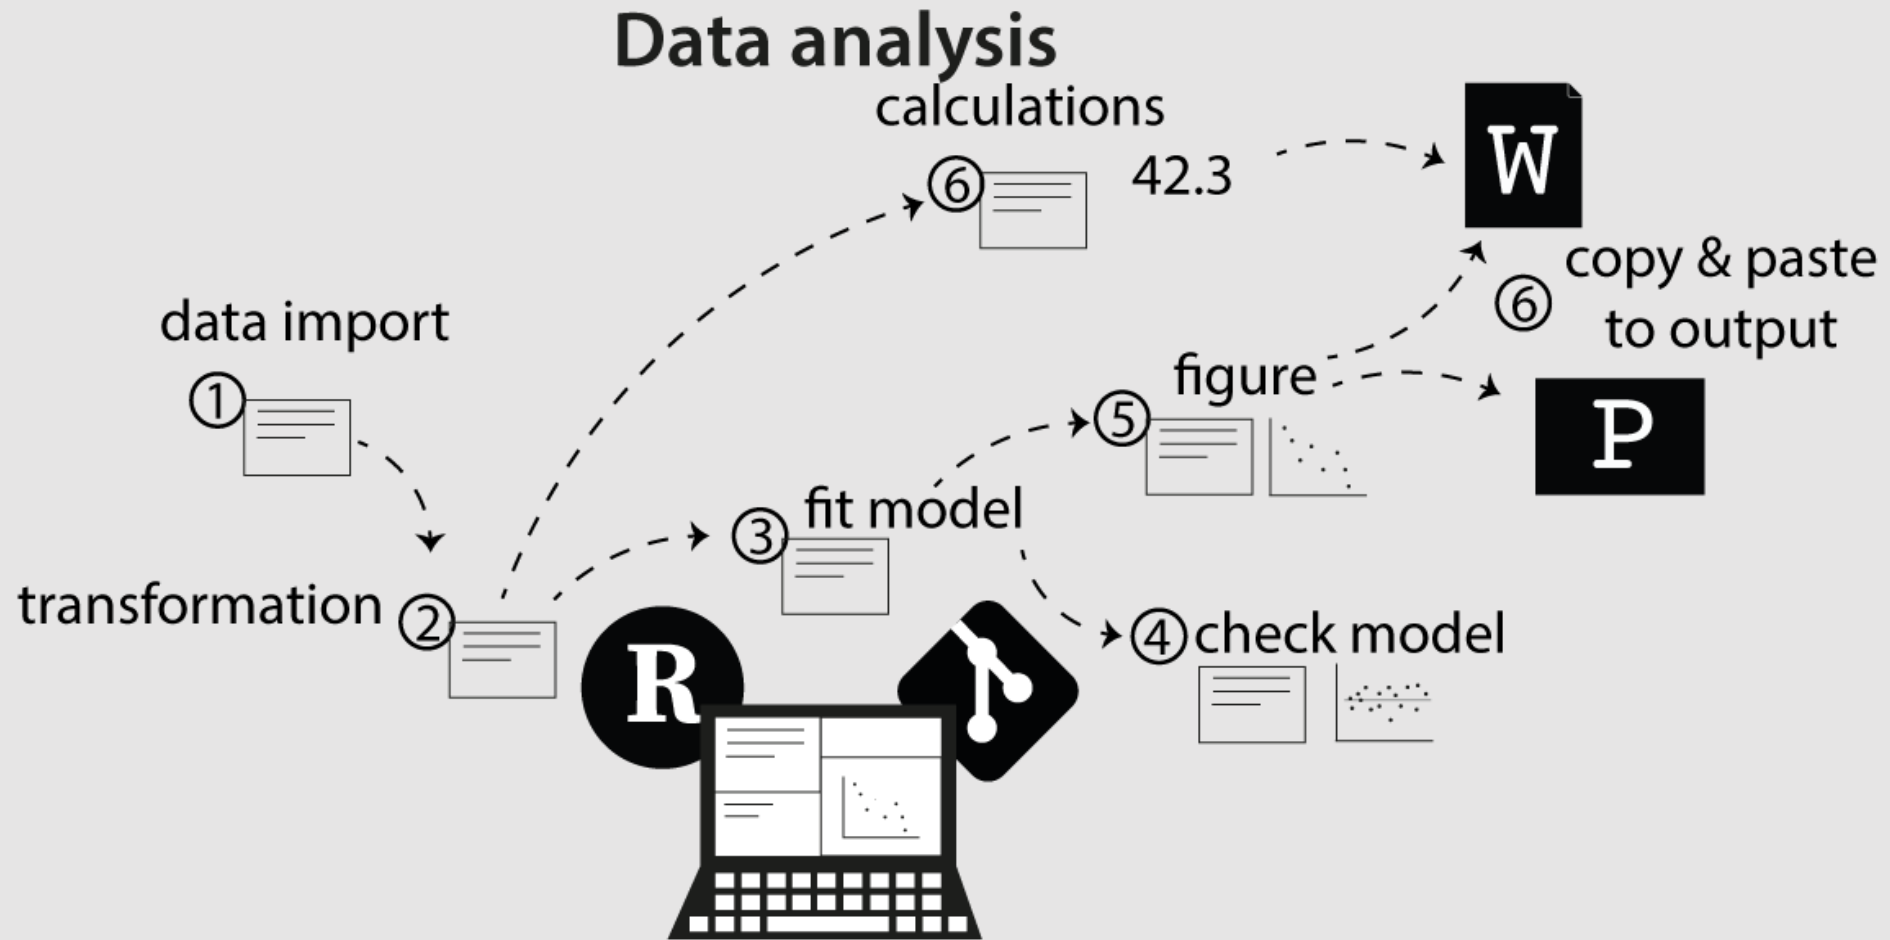 Data analysis
calculations
6
42.3
W
copy & paste
6
to output
data import
1
figure
5
P
fit model
3
transformation
2
4 check model
R